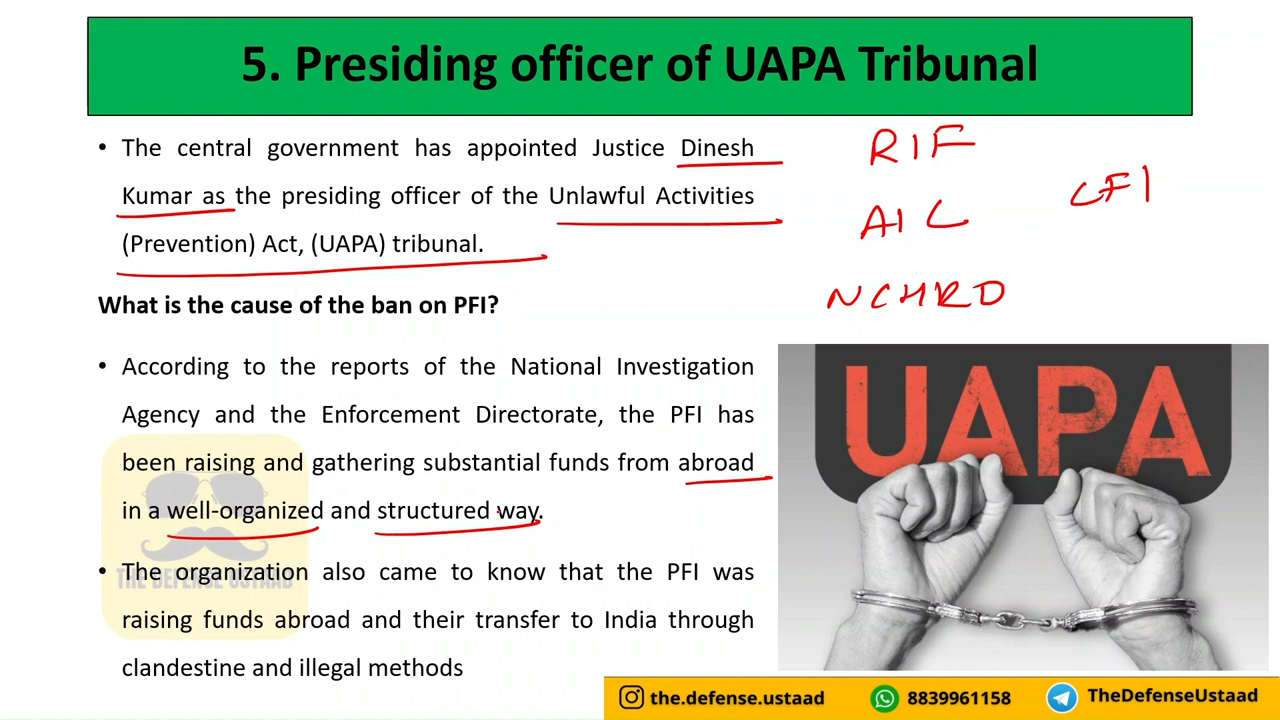 5. Presiding officer of UAPA Tribunal
• The central government has appointed Justice Dinesh
Kumar as the presiding officer of the Unlawful Activities
(Prevention) Act, (UAPA) tribunal.
RIF
CFI
AIC
NCHRO
What is the cause of the ban on PFI?
• According to the reports of the National Investigation
Agency and the Enforcement Directorate, the PFI has
been raising and gathering substantial funds from abroad
in a well-organized and structured way.
• The organization also came to know that the PFI was
raising funds abroad and their transfer to India through
clandestine and illegal methods
THE DEFENSE USTAAD
UAPA
the.defense.ustaad
8839961158
TheDefenseUstaad